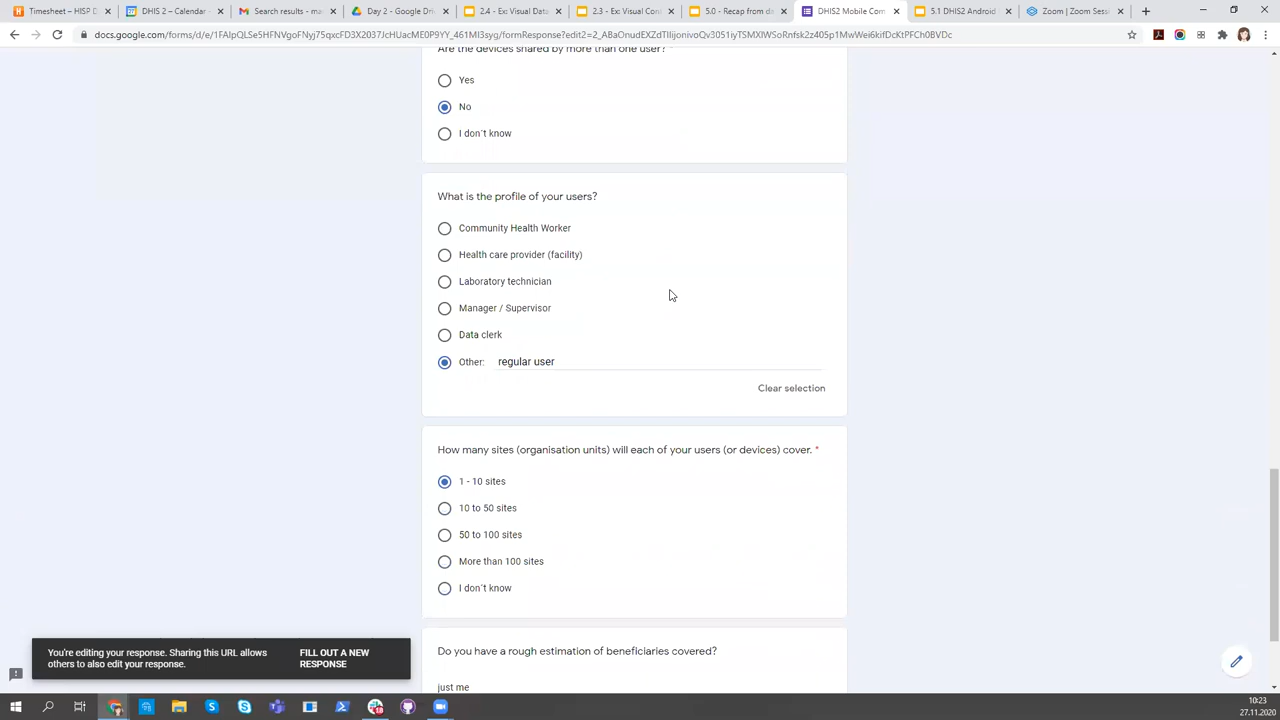 Timesheet – HISP D
DHIS 2 – Calendar
Search results - ma
Day 2 - Google Driv
2.4 - Ex: Visual Data
2.3 - Ex: Visual Con
5.0 - Recap from da
DHIS2 Mobile Com
5.1 DHIS2 Android
Zoom | Zoom Sessi
Are the devices shared by more than one user?
Yes
No
I don´t know
What is the profile of your users?
Community Health Worker
Health care provider (facility)
Laboratory technician
Manager / Supervisor
Data clerk
Other: regular user
Clear selection
How many sites (organisation units) will each of your users (or devices) cover. *
1 - 10 sites
10 to 50 sites
50 to 100 sites
More than 100 sites
I don´t know
You're editing your response. Sharing this URL allows
others to also edit your response.
FILL OUT A NEW
RESPONSE
Do you have a rough estimation of beneficiaries covered?
just me
10:23
27.11.2020